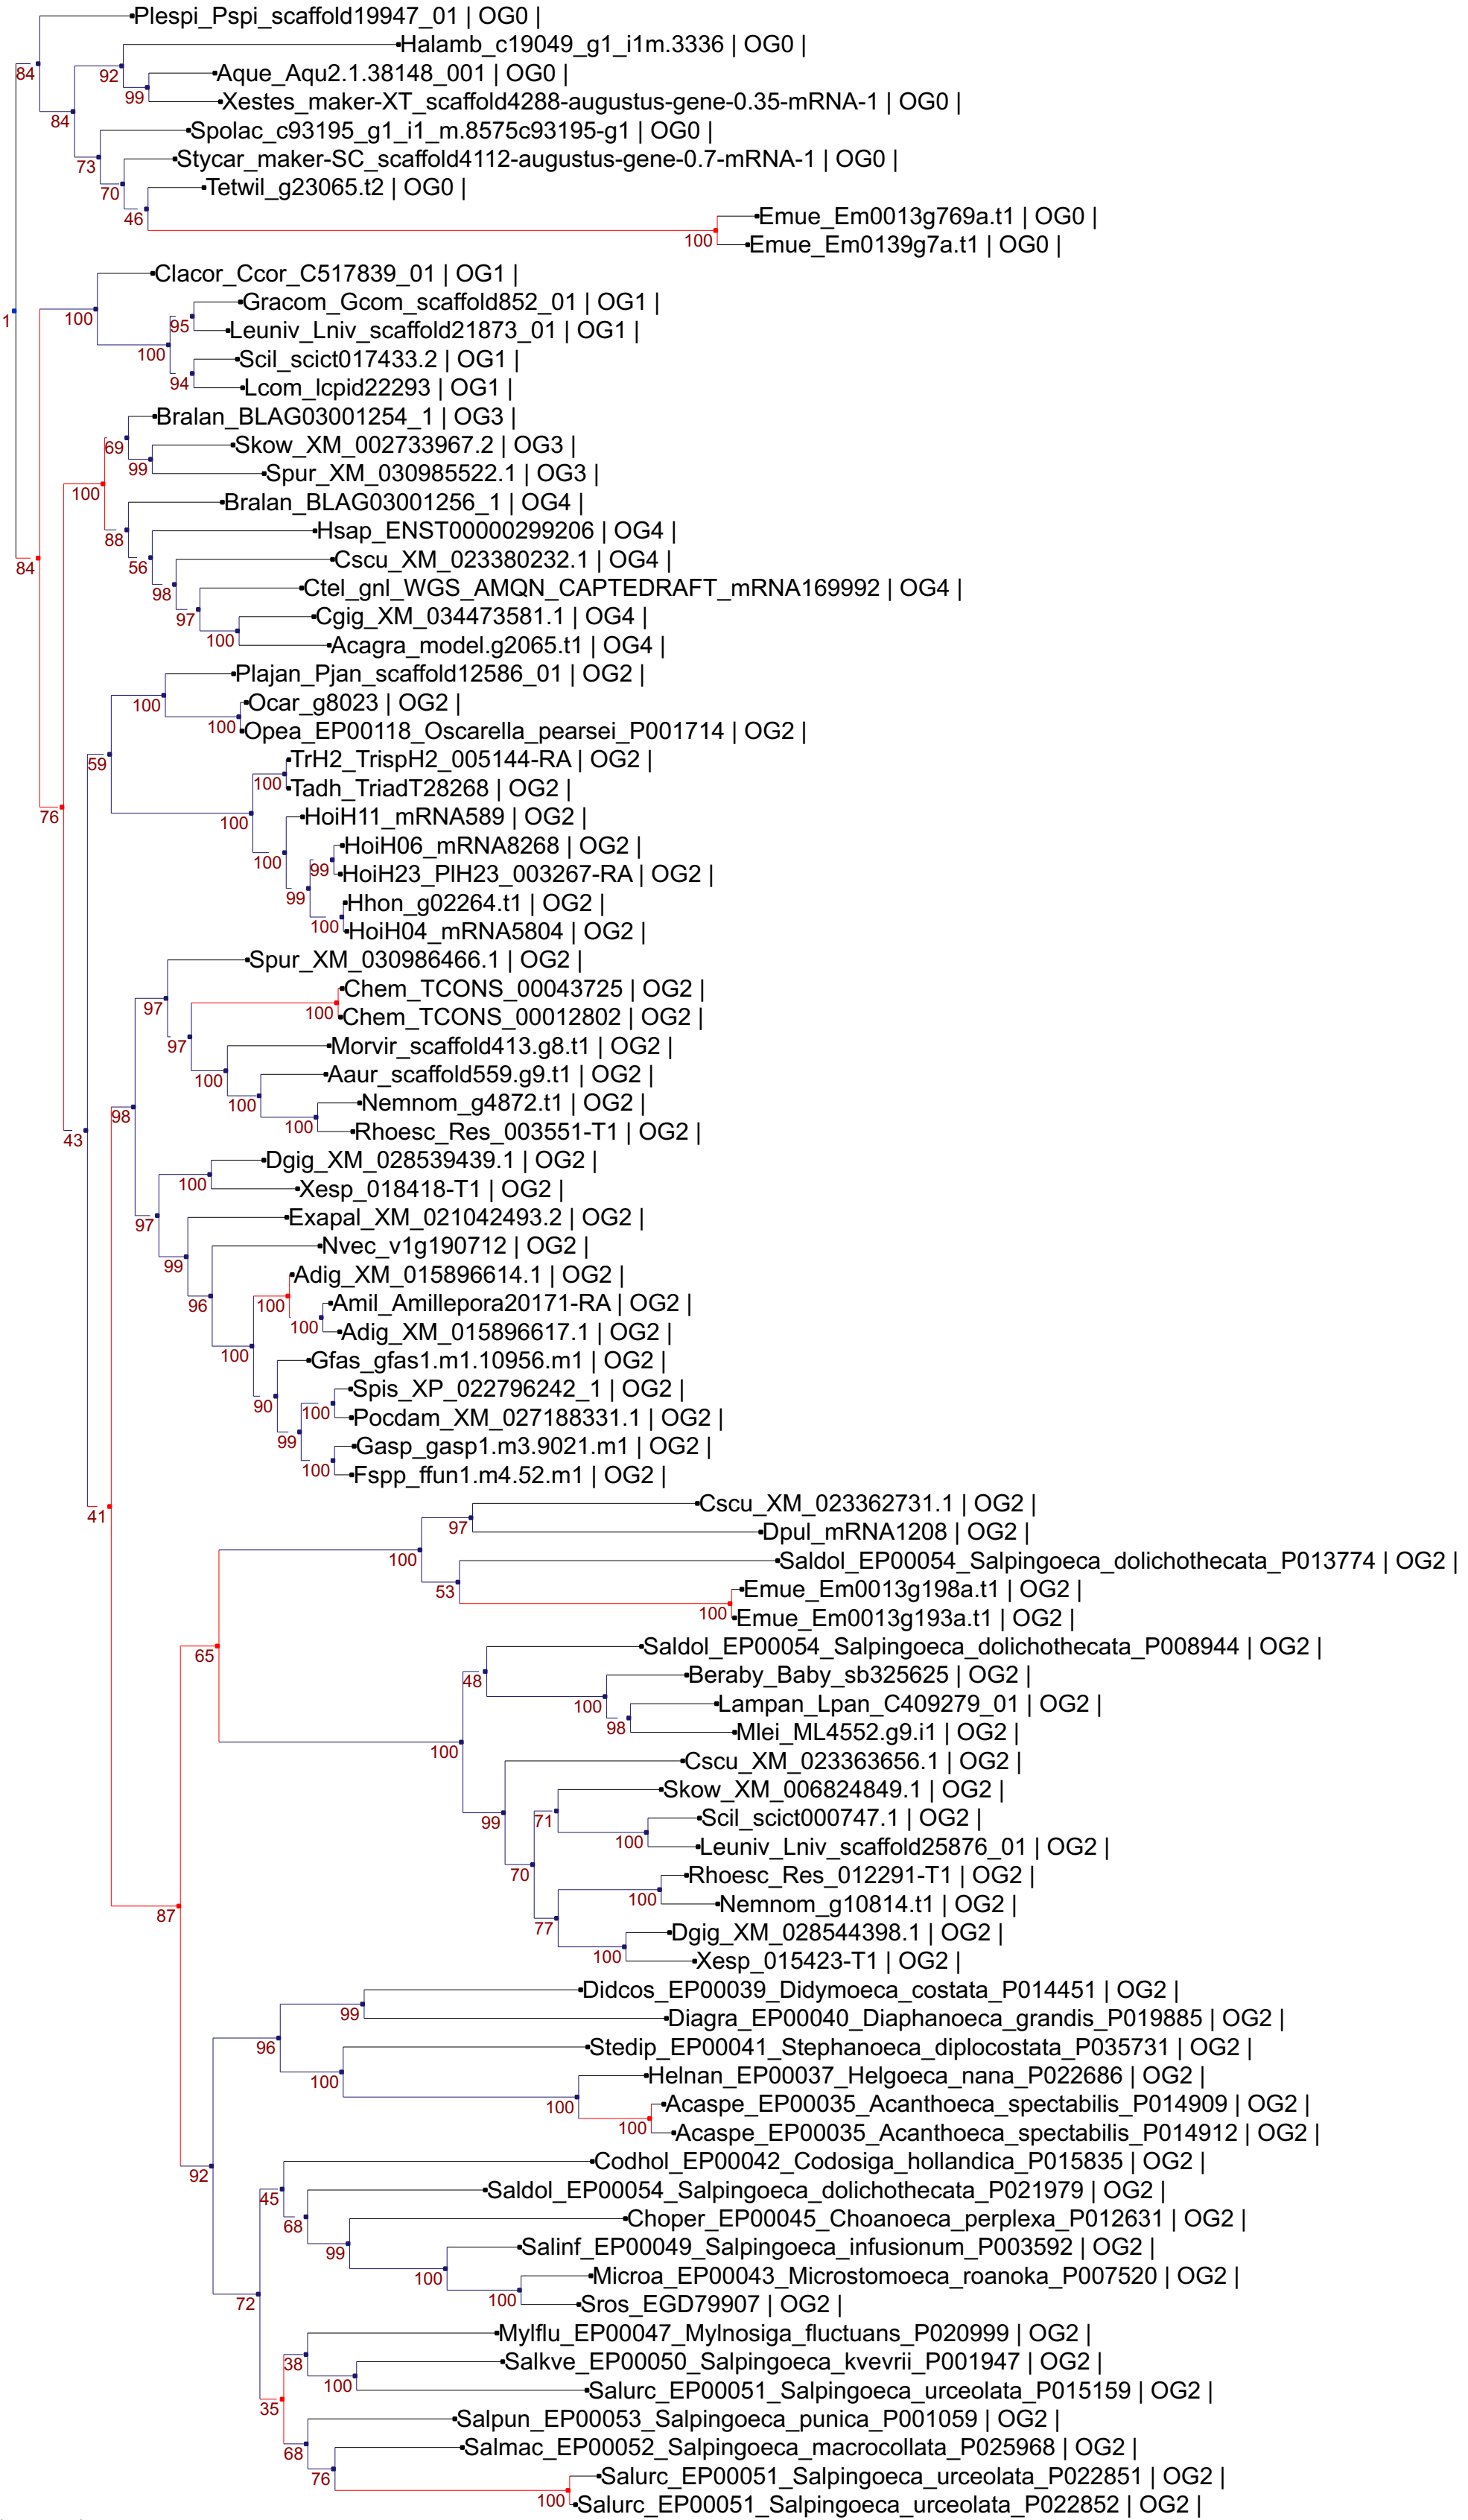 Plespi_Pspi_scaffold19947_01 | OG0 |
Halamb_c19049_g1_i1m.3336 | OG0 |
84
92
Aque_Aqu2.1.38148_001 | OG0 |
99
Xestes_maker-XT_scaffold4288-augustus-gene-0.35-mRNA-1 | OG0 |
84
Spolac_c93195_g1_i1_m.8575c93195-g1 | OG0 |
73
Stycar_maker-SC_scaffold4112-augustus-gene-0.7-mRNA-1 | OG0 |
70
Tetwil_g23065.t2 | OG0 |
46
Emue_Em0013g769a.t1 | OG0 |
100
Emue_Em0139g7a.t1 | OG0 |
Clacor_Ccor_C517839_01 | OG1 |
Gracom_Gcom_scaffold852_01 | OG1 |
1
100
95
Leuniv_Lniv_scaffold21873_01 | OG1 |
100
Scil_scict017433.2 | OG1 |
94
Lcom_lcpid22293 | OG1 |
Bralan_BLAG03001254_1 | OG3 |
69
Skow_XM_002733967.2 | OG3 |
99
Spur_XM_030985522.1 | OG3 |
100
Bralan_BLAG03001256_1 | OG4 |
88
Hsap_ENST00000299206 | OG4 |
84
56
Cscu_XM_023380232.1 | OG4 |
98
Ctel_gnl_WGS_AMQN_CAPTEDRAFT_mRNA169992 | OG4 |
97
Cgig_XM_034473581.1 | OG4 |
100
Acagra_model.g2065.t1 | OG4 |
Plajan_Pjan_scaffold12586_01 | OG2 |
100
Ocar_g8023 | OG2 |
100
Opea_EP00118_Oscarella_pearsei_P001714 | OG2 |
59
TrH2_TrispH2_005144-RA | OG2 |
100
Tadh_TriadT28268 | OG2 |
76
100
HoiH11_mRNA589 | OG2 |
100
HoiH06_mRNA8268 | OG2 |
99
HoiH23_PlH23_003267-RA | OG2 |
99
Hhon_g02264.t1 | OG2 |
100
HoiH04_mRNA5804 | OG2 |
Spur_XM_030986466.1 | OG2 |
97
Chem_TCONS_00043725 | OG2 |
100
Chem_TCONS_00012802 | OG2 |
97
Morvir_scaffold413.g8.t1 | OG2 |
100
Aaur_scaffold559.g9.t1 | OG2 |
100
Nemnom_g4872.t1 | OG2 |
98
100
Rhoesc_Res_003551-T1 | OG2 |
43
Dgig_XM_028539439.1 | OG2 |
100
Xesp_018418-T1 | OG2 |
97
Exapal_XM_021042493.2 | OG2 |
99
Nvec_v1g190712 | OG2 |
96
Adig_XM_015896614.1 | OG2 |
100
Amil_Amillepora20171-RA | OG2 |
100
Adig_XM_015896617.1 | OG2 |
100
Gfas_gfas1.m1.10956.m1 | OG2 |
90
Spis_XP_022796242_1 | OG2 |
100
Pocdam_XM_027188331.1 | OG2 |
99
Gasp_gasp1.m3.9021.m1 | OG2 |
100
Fspp_ffun1.m4.52.m1 | OG2 |
41
Cscu_XM_023362731.1 | OG2 |
97
Dpul_mRNA1208 | OG2 |
100
Saldol_EP00054_Salpingoeca_dolichothecata_P013774 | OG2 |
53
Emue_Em0013g198a.t1 | OG2 |
100
Emue_Em0013g193a.t1 | OG2 |
65
Saldol_EP00054_Salpingoeca_dolichothecata_P008944 | OG2 |
48
Beraby_Baby_sb325625 | OG2 |
100
Lampan_Lpan_C409279_01 | OG2 |
98
Mlei_ML4552.g9.i1 | OG2 |
100
Cscu_XM_023363656.1 | OG2 |
99
Skow_XM_006824849.1 | OG2 |
71
Scil_scict000747.1 | OG2 |
100
Leuniv_Lniv_scaffold25876_01 | OG2 |
70
Rhoesc_Res_012291-T1 | OG2 |
100
Nemnom_g10814.t1 | OG2 |
87
77
Dgig_XM_028544398.1 | OG2 |
100
Xesp_015423-T1 | OG2 |
Didcos_EP00039_Didymoeca_costata_P014451 | OG2 |
99
Diagra_EP00040_Diaphanoeca_grandis_P019885 | OG2 |
96
Stedip_EP00041_Stephanoeca_diplocostata_P035731 | OG2 |
100
Helnan_EP00037_Helgoeca_nana_P022686 | OG2 |
100
Acaspe_EP00035_Acanthoeca_spectabilis_P014909 | OG2 |
100
Acaspe_EP00035_Acanthoeca_spectabilis_P014912 | OG2 |
92
Codhol_EP00042_Codosiga_hollandica_P015835 | OG2 |
45
Saldol_EP00054_Salpingoeca_dolichothecata_P021979 | OG2 |
68
Choper_EP00045_Choanoeca_perplexa_P012631 | OG2 |
99
Salinf_EP00049_Salpingoeca_infusionum_P003592 | OG2 |
100
Microa_EP00043_Microstomoeca_roanoka_P007520 | OG2 |
72
100
Sros_EGD79907 | OG2 |
Mylflu_EP00047_Mylnosiga_fluctuans_P020999 | OG2 |
38
Salkve_EP00050_Salpingoeca_kvevrii_P001947 | OG2 |
100
Salurc_EP00051_Salpingoeca_urceolata_P015159 | OG2 |
35
Salpun_EP00053_Salpingoeca_punica_P001059 | OG2 |
68
Salmac_EP00052_Salpingoeca_macrocollata_P025968 | OG2 |
76
Salurc_EP00051_Salpingoeca_urceolata_P022851 | OG2 |
100
Salurc_EP00051_Salpingoeca_urceolata_P022852 | OG2 |